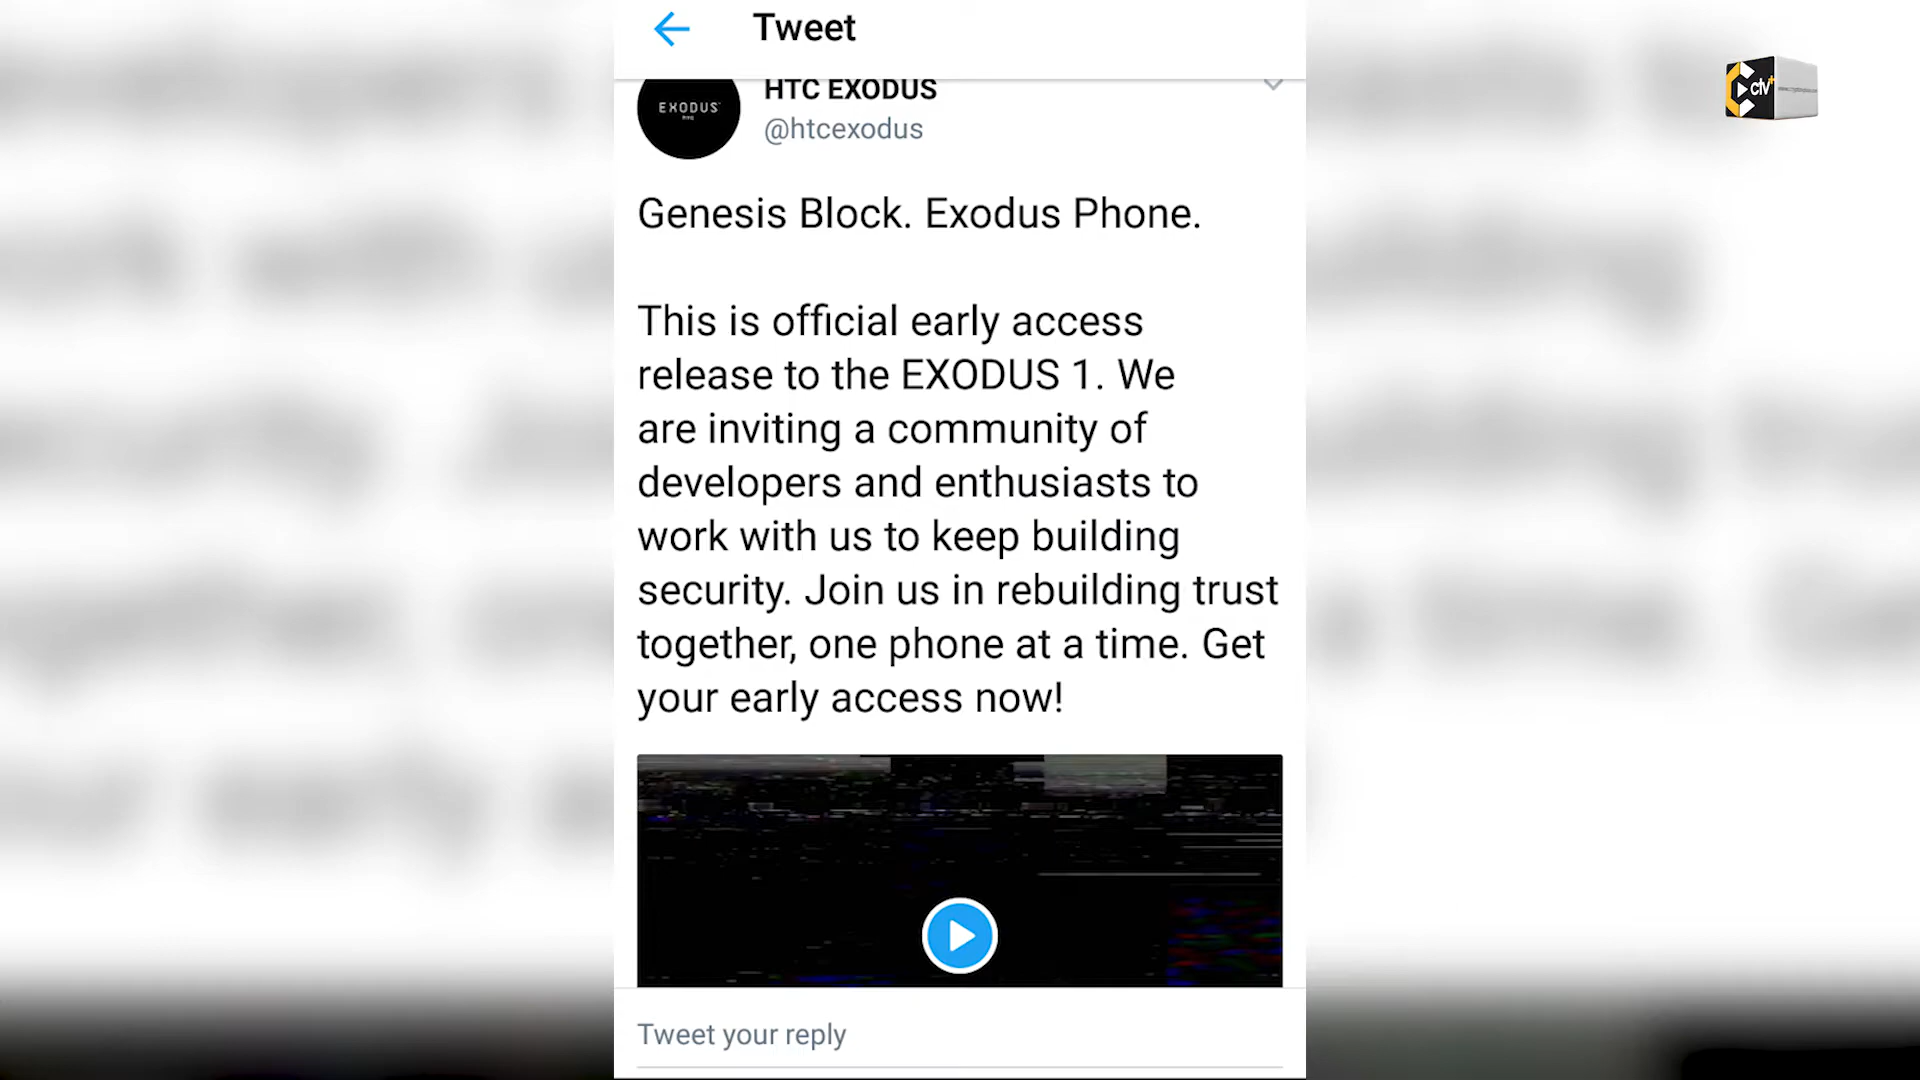 Tweet
HTC EXODUS
@htcexodus
EXODUS
Genesis Block. Exodus Phone.
This is official early access
release to the EXODUS 1. We
are inviting a community of
developers and enthusiasts to
work with us to keep building
security. Join us in rebuilding trust
together, one phone at a time. Get
your early access now!
Tweet your reply
ctv+